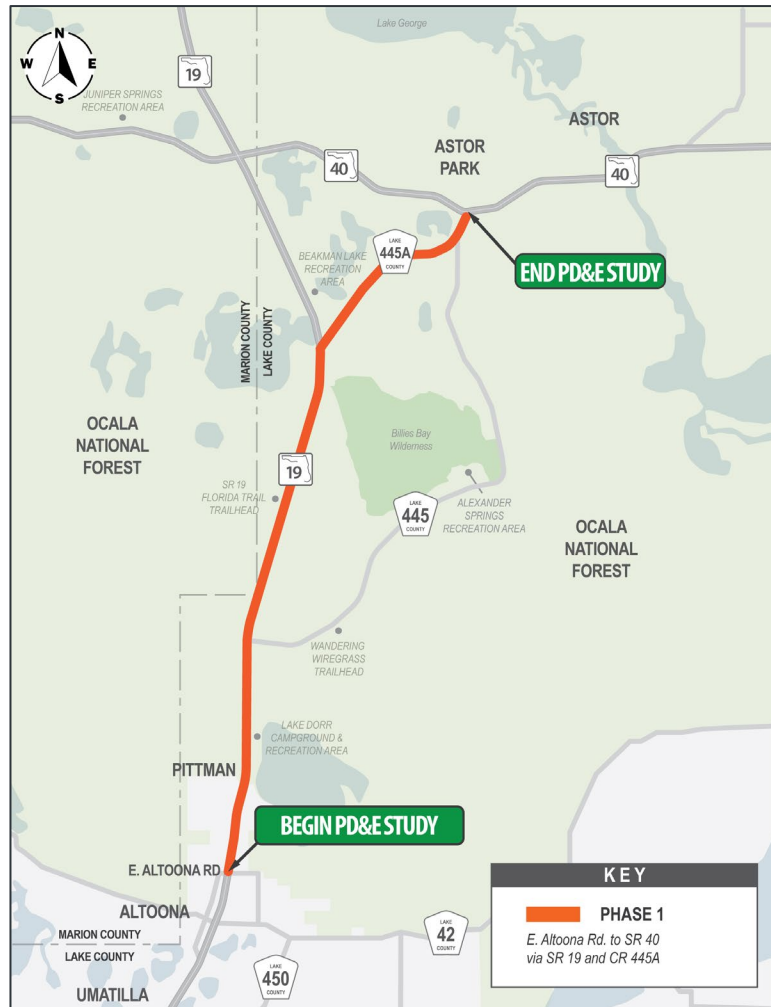 Lake George
N
W
E
S
19
JUNIPER SPRINGS
RECREATION AREA
ASTOR
ASTOR
PARK
40
40
LAKE
445A
COUNTY
BEAKMAN LAKE
RECREATION
AREA
END PD&E STUDY
MARION COUNTY
LAKE COUNTY
OCALA
NATIONAL
FOREST
Billies Bay
Wilderness
19
SR 19
FLORIDA TRAIL
TRAILHEAD
LAKE
445
COUNTY
ALEXANDER
SPRINGS
RECREATION AREA
OCALA
NATIONAL
FOREST
WANDERING
WIREGRASS
TRAILHEAD
LAKE DORR
CAMPGROUND &
RECREATION AREA
PITTMAN
BEGIN PD&E STUDY
E. ALTOONA RD
ALTOONA
MARION COUNTY
LAKE COUNTY
UMATILLA
LAKE
450
COUNTY
LAKE
42
COUNTY
KEY
PHASE 1
E. Altoona Rd. to SR 40
via SR 19 and CR 445A